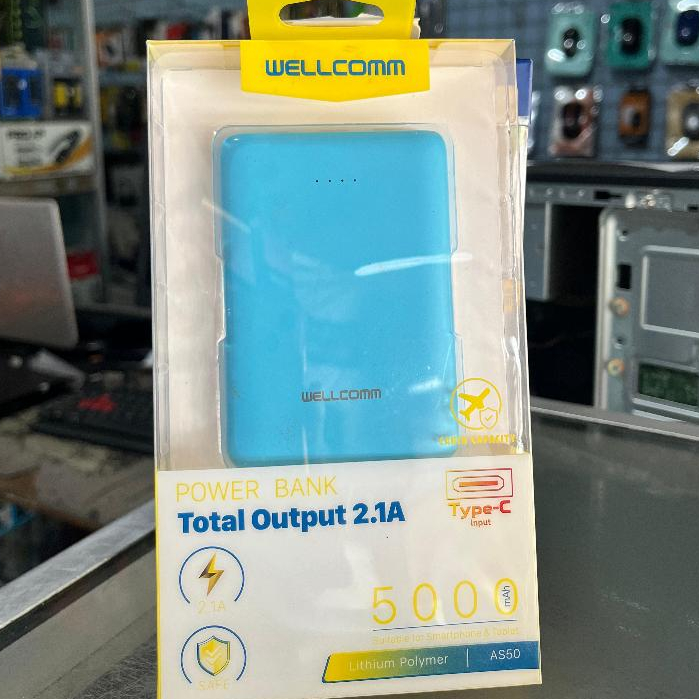 WELLCOMM
WELLCOMM
POWER BANK
Total Output 2.1A
Type-C
Input
2.1A
5000
mAh
Suitable for Smartphone & Tablet
SAFE
Lithium Polymer
AS50